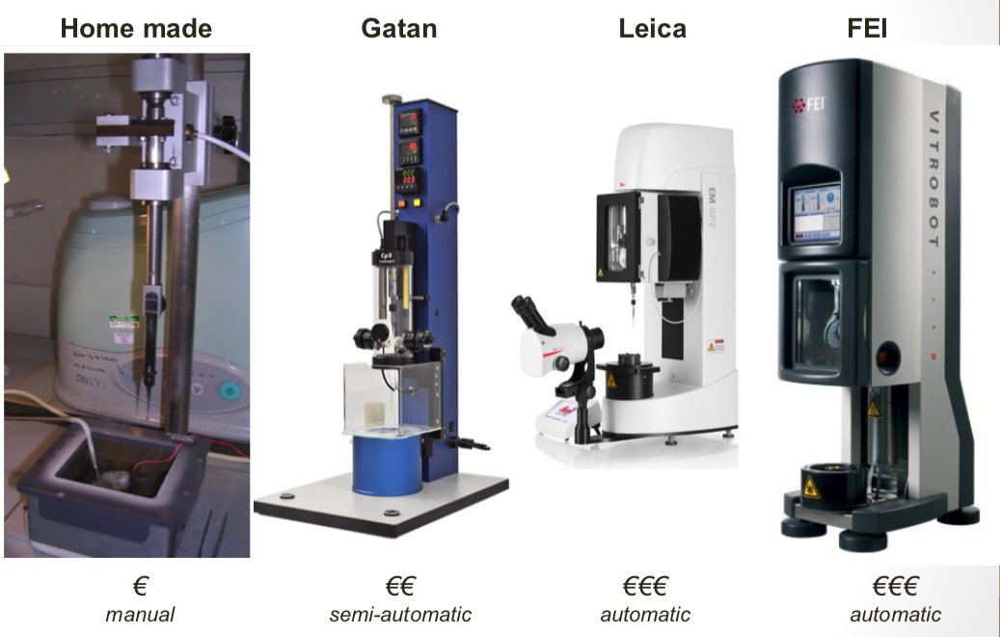 Home made
Gatan
Leica
FEI
ONLY!
Cp3
EM GP2
FEI
VITROBOT
€
€€
€€€
€€€
manual
semi-automatic
automatic
automatic